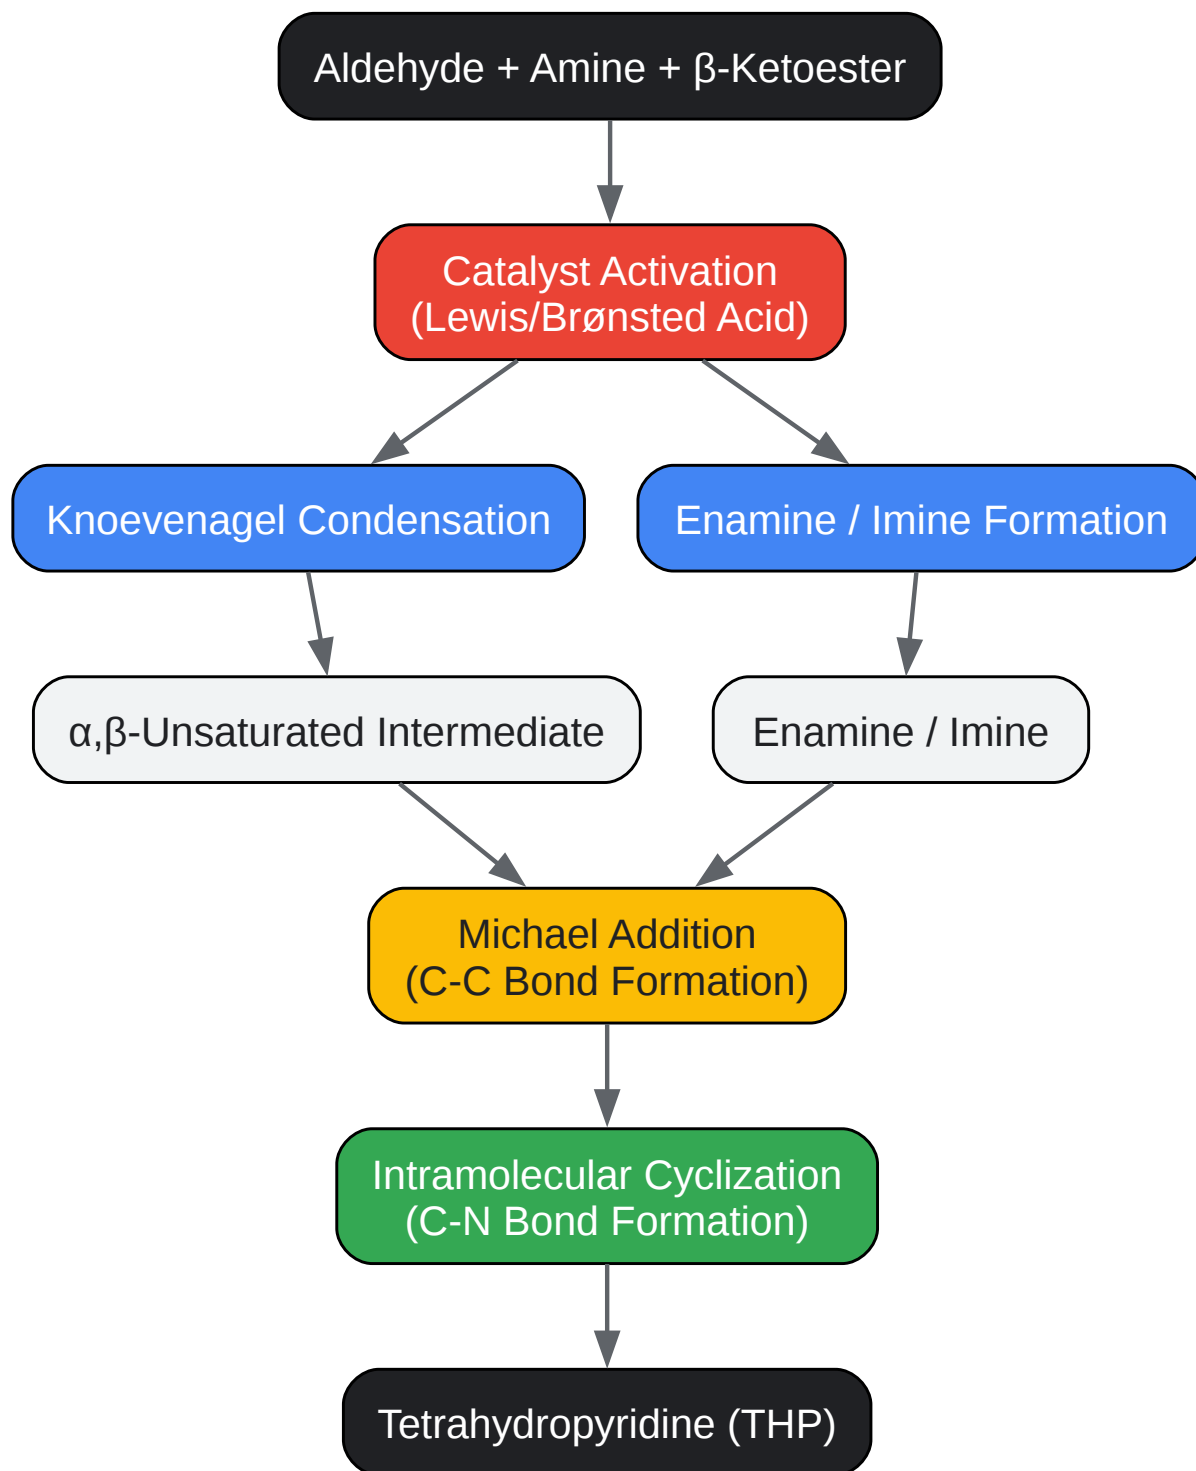 Aldehyde + Amine + β-Ketoester
Catalyst Activation
(Lewis/Brønsted Acid)
Knoevenagel Condensation
Enamine / Imine Formation
α,β-Unsaturated Intermediate
Enamine / Imine
Michael Addition
(C-C Bond Formation)
Intramolecular Cyclization
(C-N Bond Formation)
Tetrahydropyridine (THP)